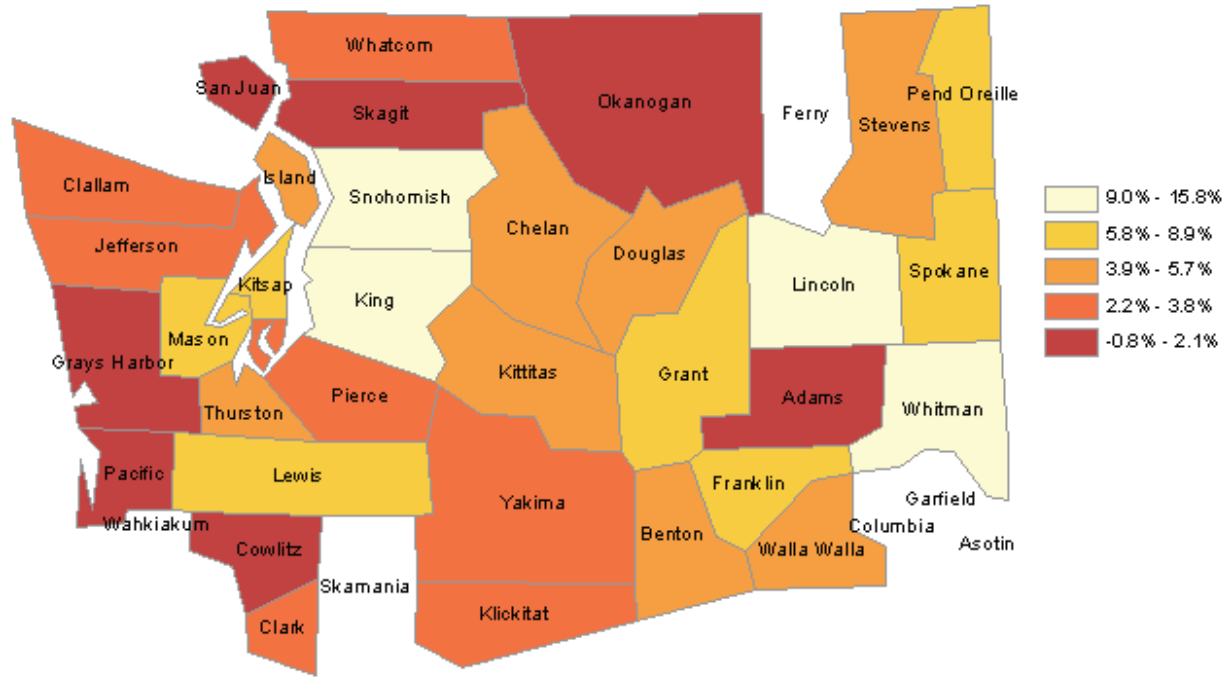 Whatcom
San Juan
Skagit
Okanogan
Ferry
Pend Oreille
Stevens
Clallam
Island
Snohomish
Jefferson
Chelan
Douglas
Kitsap
King
Lincoln
Spokane
Mason
Grays Harbor
Kittitas
Grant
Pierce
Adams
Whitman
Thurston
Pacific
Lewis
Yakima
Franklin
Garfield
Wahkiakum
Columbia
Benton
Walla Walla
Asotin
Cowlitz
Skamania
Klickitat
Clark
9.0% - 15.8%
5.8% - 8.9%
3.9% - 5.7%
2.2% - 3.8%
-0.8% - 2.1%